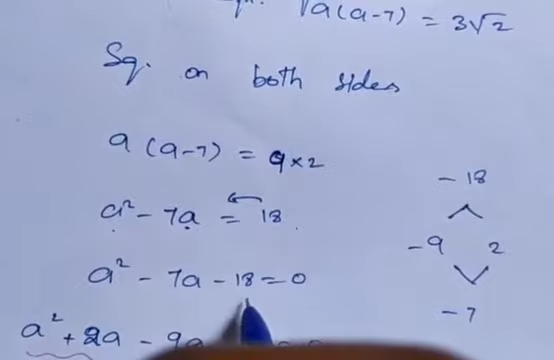 √a(a-7) = 3√2
Sq. on both sides
a(a-7) = 9×2
a² - 7a = 18
a² - 7a - 18 = 0
a² + 2a - 9a
- 18
-9 2
-7